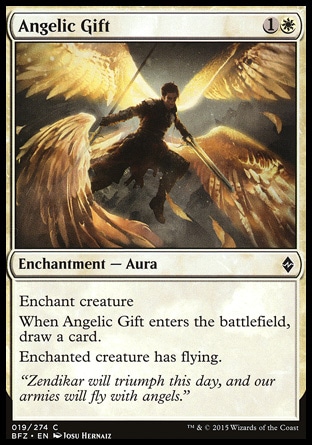 Angelic Gift 1
Enchantment — Aura
Enchant creature
When Angelic Gift enters the battlefield,
draw a card.
Enchanted creature has flying.
“Zendikar will triumph this day, and our
armies will fly with angels.”
019/274 C
BFZ • EN Josu Hernaiz
™ & © 2015 Wizards of the Coast